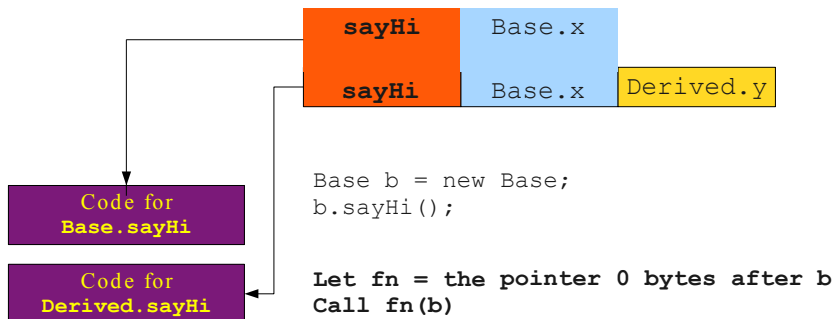 sayHi Base.x
sayHi Base.x Derived.y
Base b = new Base;
b.sayHi();
Code for
Base.sayHi
Let fn = the pointer 0 bytes after b
Call fn(b)
Code for
Derived.sayHi